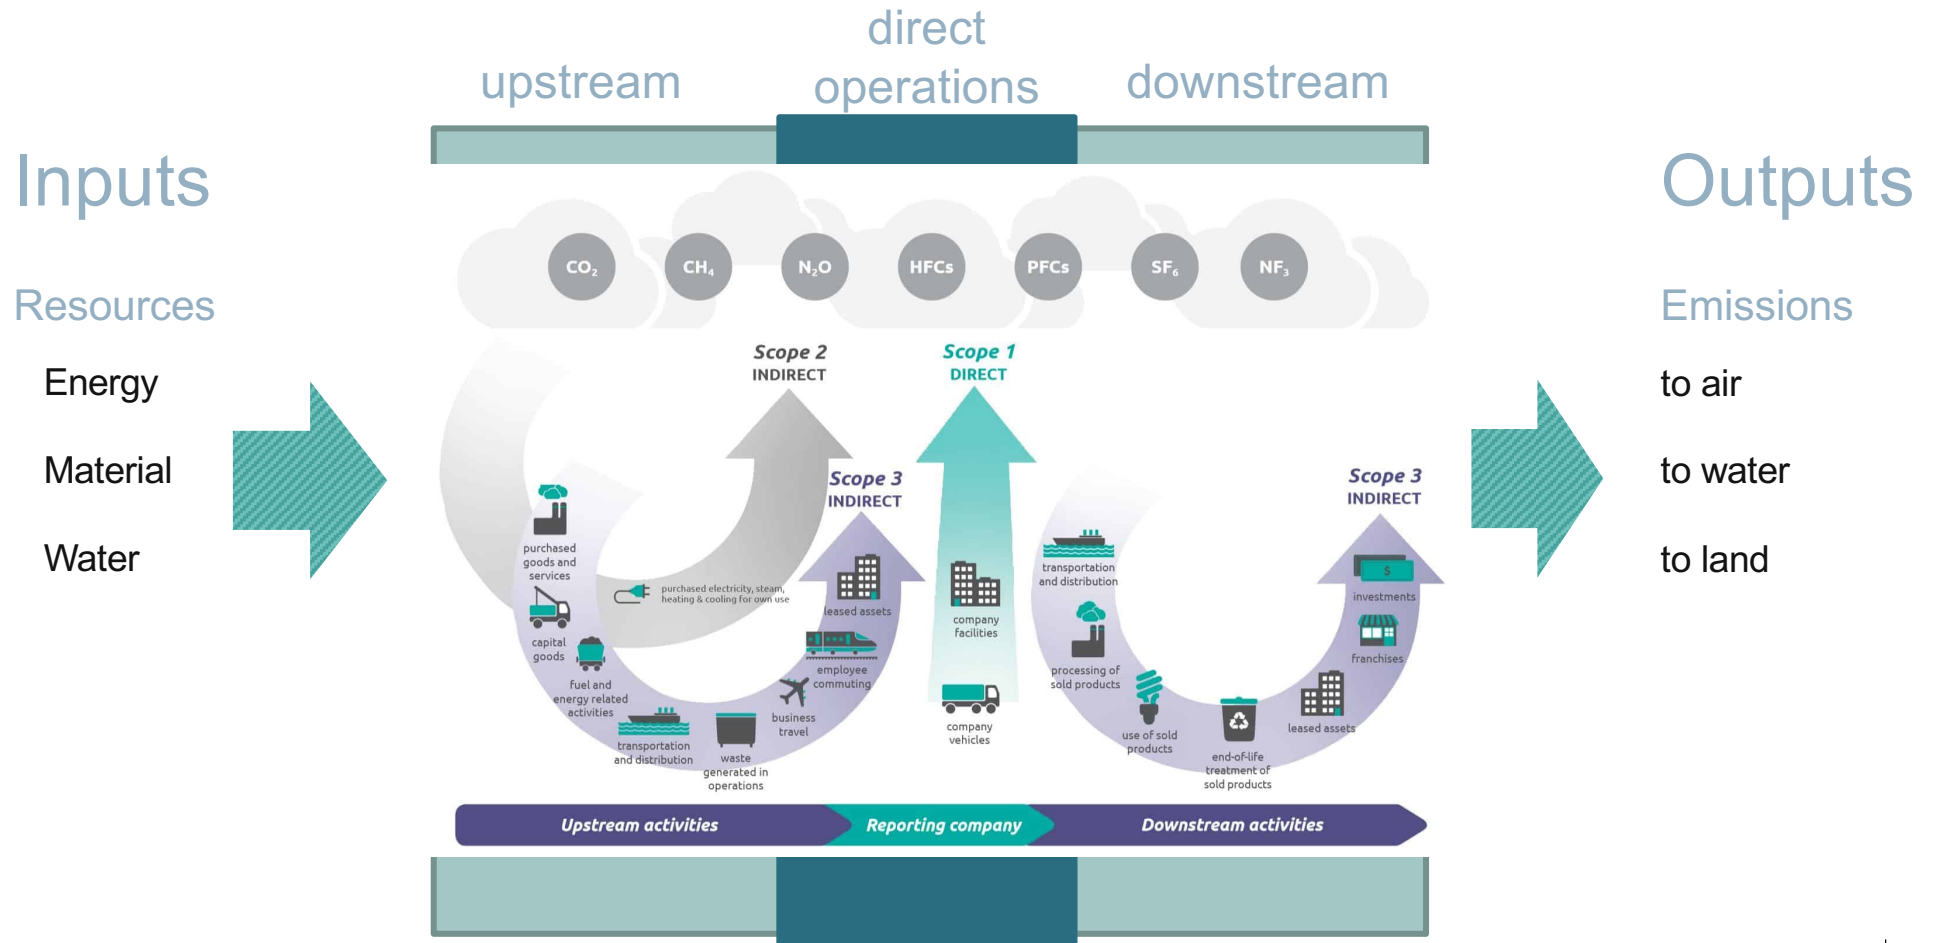 direct
upstream
operations
downstream
Inputs
Outputs
Resources
Emissions
Energy
Material
Water
to air
to water
to land
CO₂
CH₄
N₂O
HFCs
PFCs
SF₆
NF₃
Scope 2
INDIRECT
Scope 1
DIRECT
Scope 3
INDIRECT
Scope 3
INDIRECT
purchased
goods and
services
capital
goods
fuel and
energy related
activities
transportation
and distribution
waste
generated in
operations
business
travel
employee
commuting
leased assets
purchased electricity, steam,
heating & cooling for own use
company
facilities
company
vehicles
transportation
and distribution
processing of
sold products
use of sold
products
end-of-life
treatment of
sold products
leased assets
franchises
$
investments
Upstream activities
Reporting company
Downstream activities